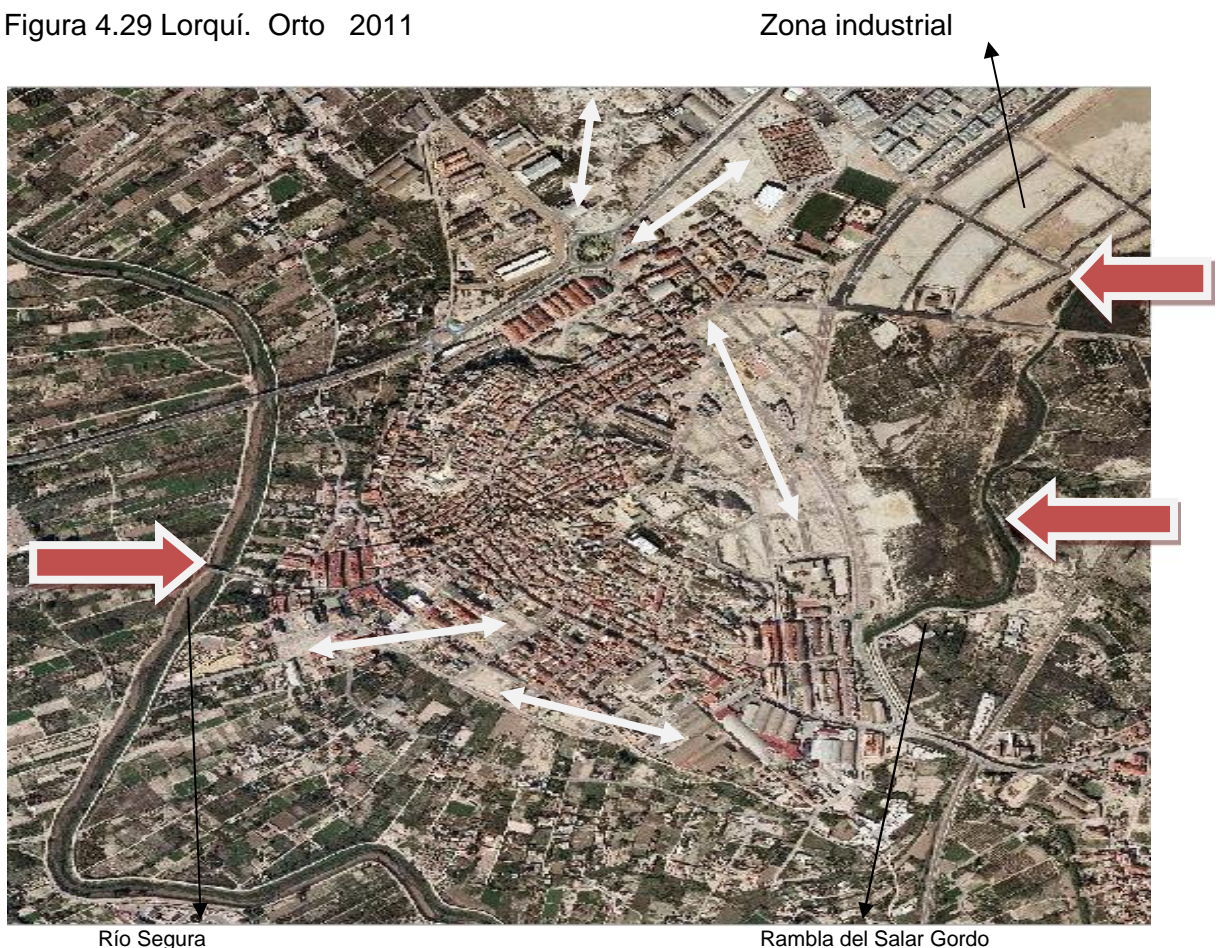 Figura 4.29 Lorquí. Orto 2011
Zona industrial
Río Segura
Rambla del Salar Gordo